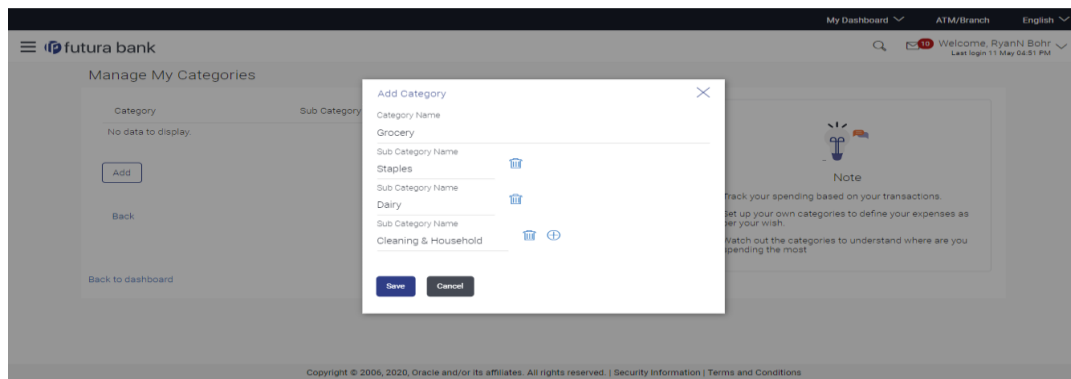 My Dashboard ATM/Branch English
futura bank
10 Welcome, RyanN Bohr
Last login 11 May 04:51 PM
Manage My Categories
Category Sub Category
No data to display.
Add
Back
Back to dashboard
Add Category
Category Name
Grocery
Sub Category Name
Staples
Sub Category Name
Dairy
Sub Category Name
Cleaning & Household
Save Cancel
Note
Track your spending based on your transactions.
Set up your own categories to define your expenses as
per your wish.
Watch out the categories to understand where are you
spending the most
Copyright © 2006, 2020, Oracle and/or its affiliates. All rights reserved. | Security Information | Terms and Conditions